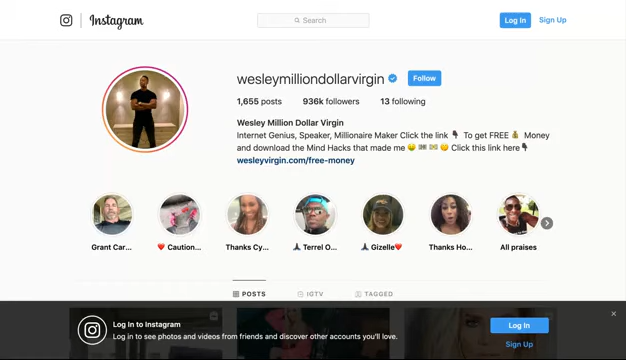 Instagram
Search
Log In
Sign Up
wesleymilliondollarvirgin
Follow
1,655 posts
936k followers
13 following
Wesley Million Dollar Virgin
Internet Genius, Speaker, Millionaire Maker Click the link 👇🏿 To get FREE 💰 Money
and download the Mind Hacks that made me 🤑 💵 💵 😋 Click this link here👇🏿
wesleyvirgin.com/free-money
Grant Car...
❤️ Caution...
Thanks Cy...
🙏🏿 Terrel O...
🙏🏿 Gizelle❤️
Thanks Ho...
All praises
POSTS
IGTV
TAGGED
Log In to Instagram
Log in to see photos and videos from friends and discover other accounts you'll love.
Log In
Sign Up